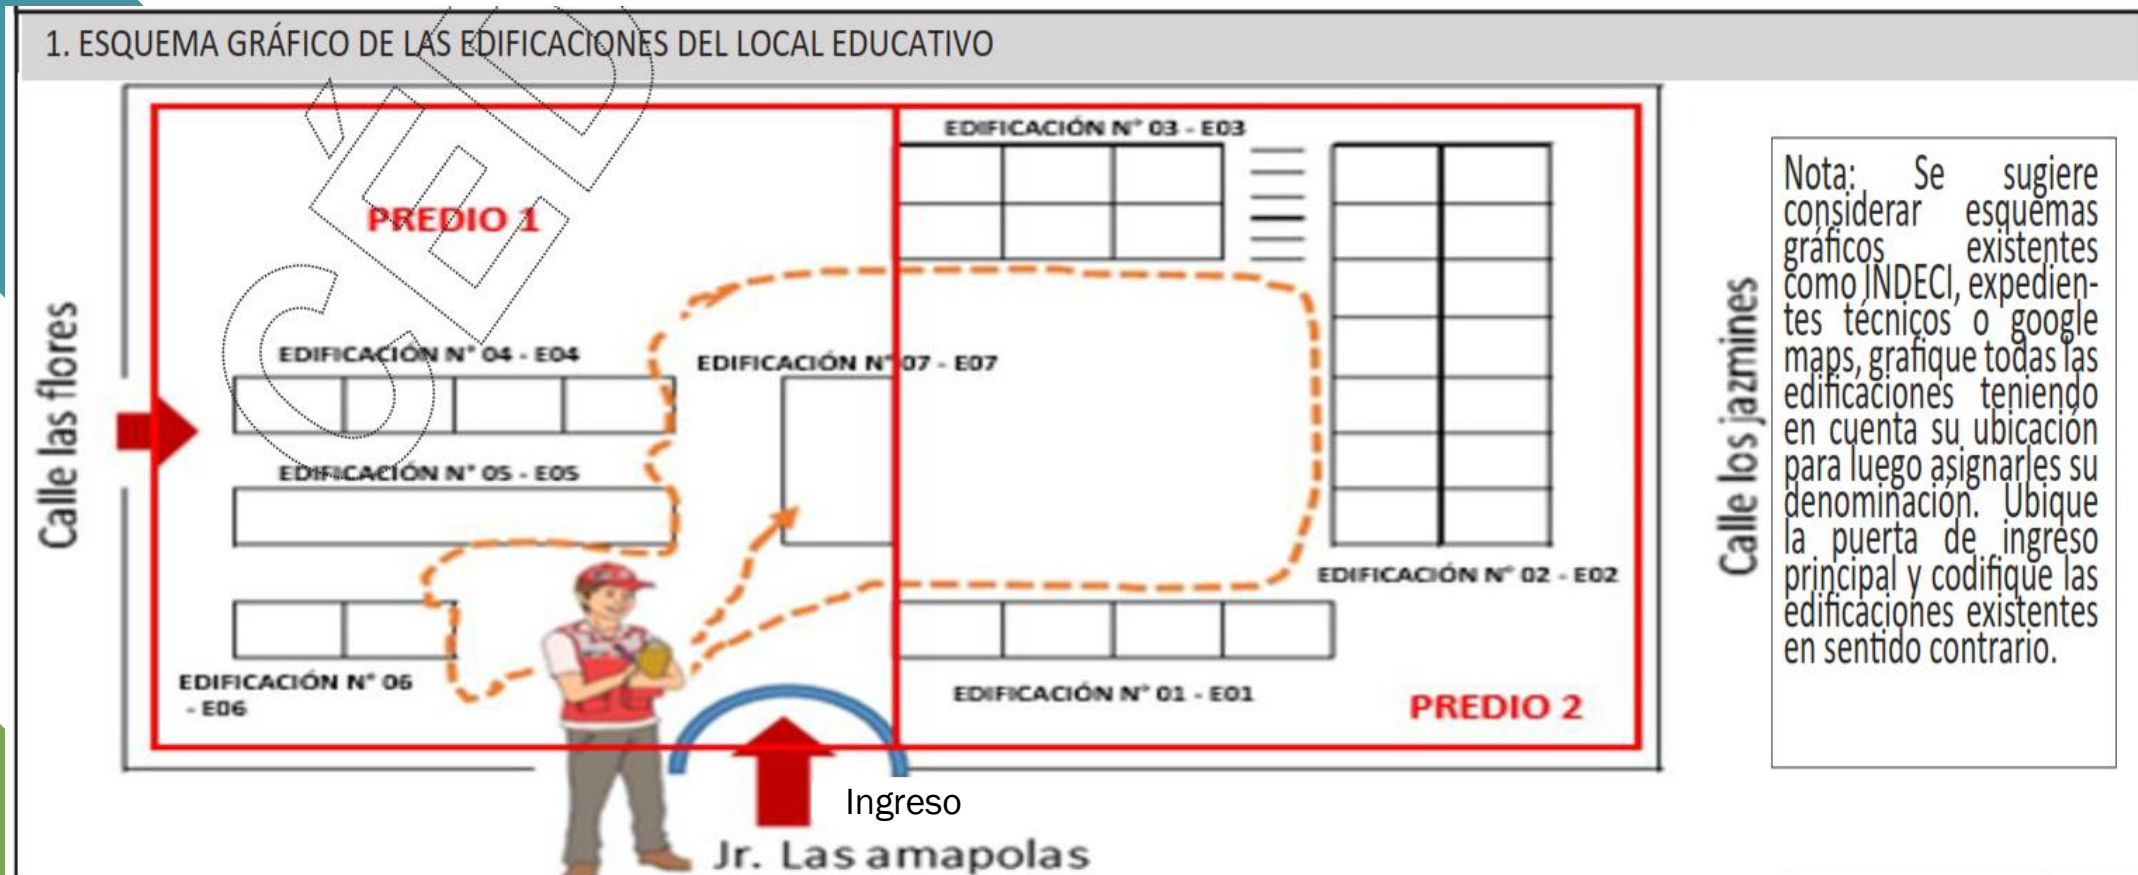 1. ESQUEMA GRÁFICO DE LAS EDIFICACIONES DEL LOCAL EDUCATIVO
CÉD
EDIFICACIÓN N° 03 - E03
PREDIO 1
EDIFICACIÓN N° 04 - E04
EDIFICACIÓN N° 07 - E07
Calle las flores
EDIFICACIÓN N° 05 - E05
EDIFICACIÓN N° 02 - E02
EDIFICACIÓN N° 06
- E06
EDIFICACIÓN N° 01 - E01
PREDIO 2
Ingreso
Jr. Las amapolas
Calle los jazmines
Nota: Se sugiere
considerar esquemas
gráficos existentes
como INDECI, expedien-
tes técnicos o google
maps, grafique todas las
edificaciones teniendo
en cuenta su ubicación
para luego asignarles su
denominación. Ubique
la puerta de ingreso
principal y codifique las
edificaciones existentes
en sentido contrario.